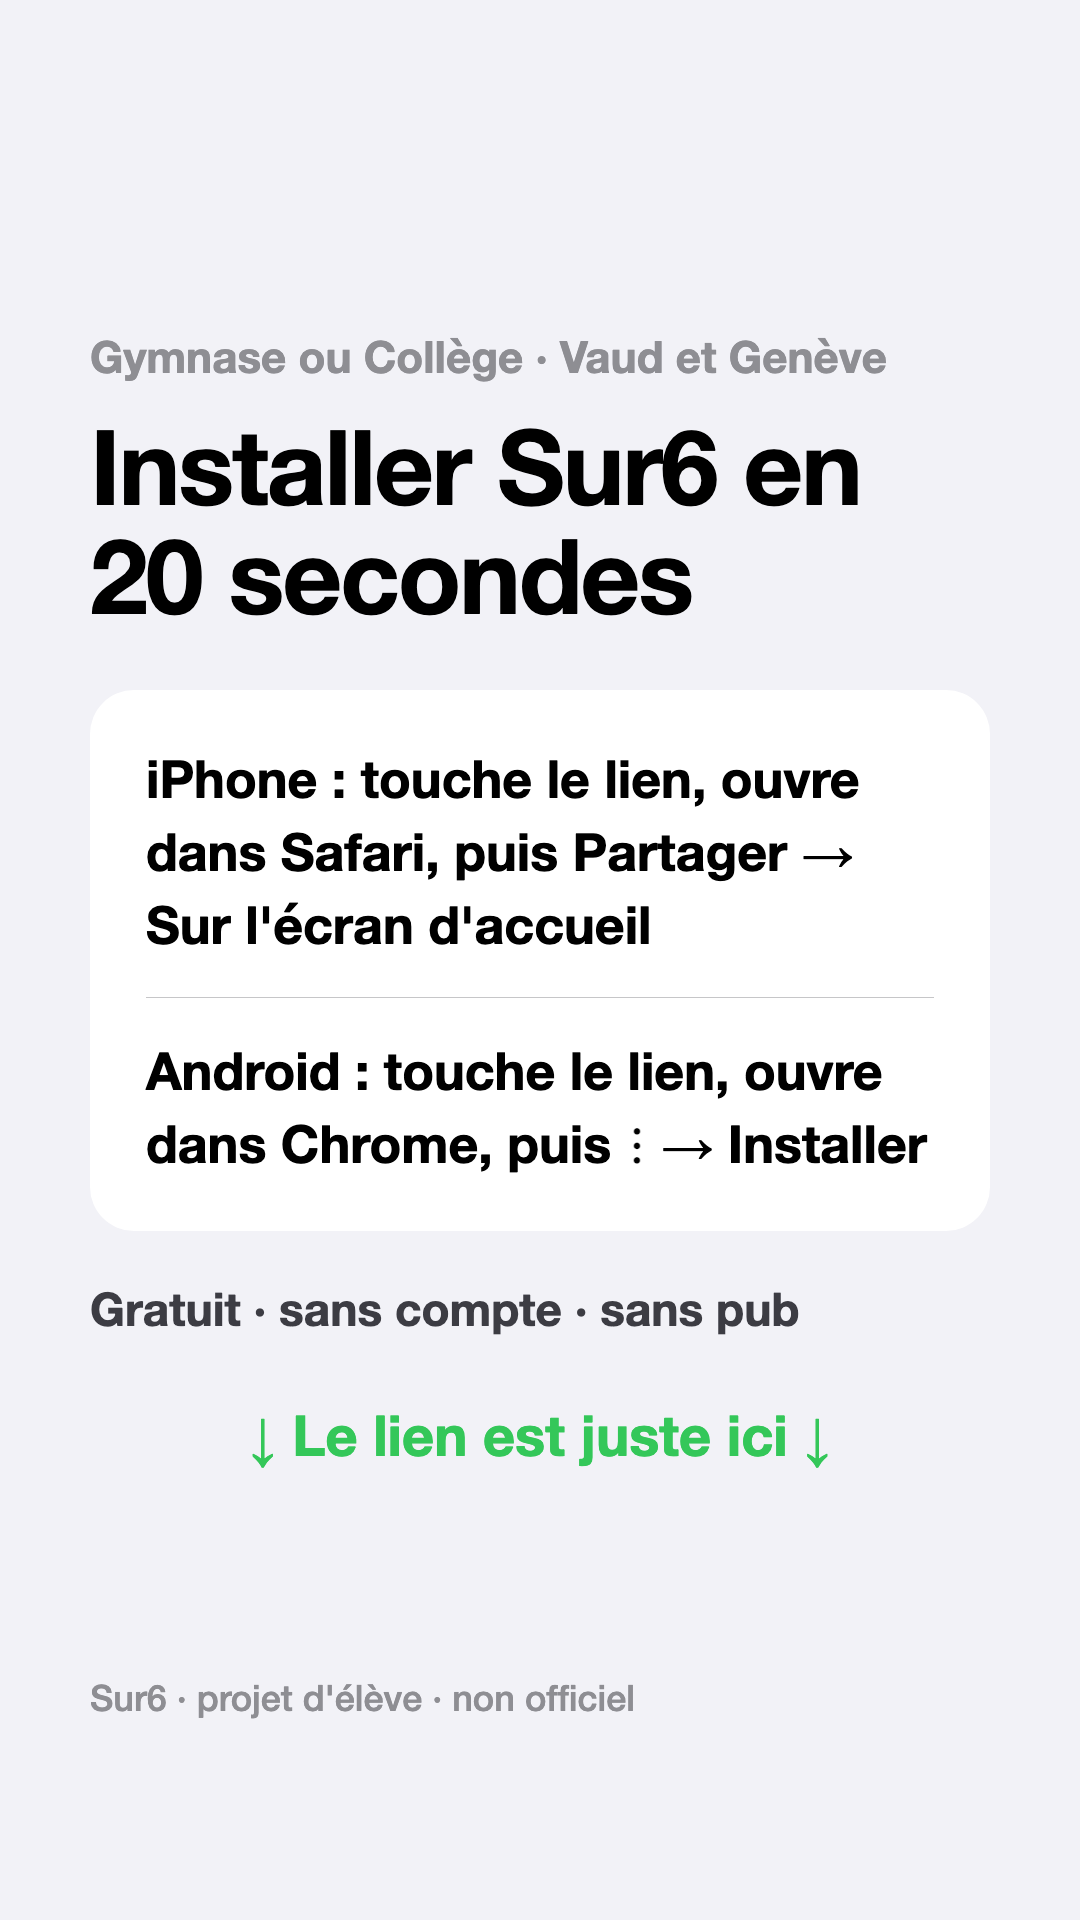 Gymnase ou Collège · Vaud et Genève
Installer Sur6 en
20 secondes
iPhone : touche le lien, ouvre
dans Safari, puis Partager →
Sur l'écran d'accueil
Android : touche le lien, ouvre
dans Chrome, puis ⋮ → Installer
Gratuit · sans compte · sans pub
↓ Le lien est juste ici ↓
Sur6 · projet d'élève · non officiel